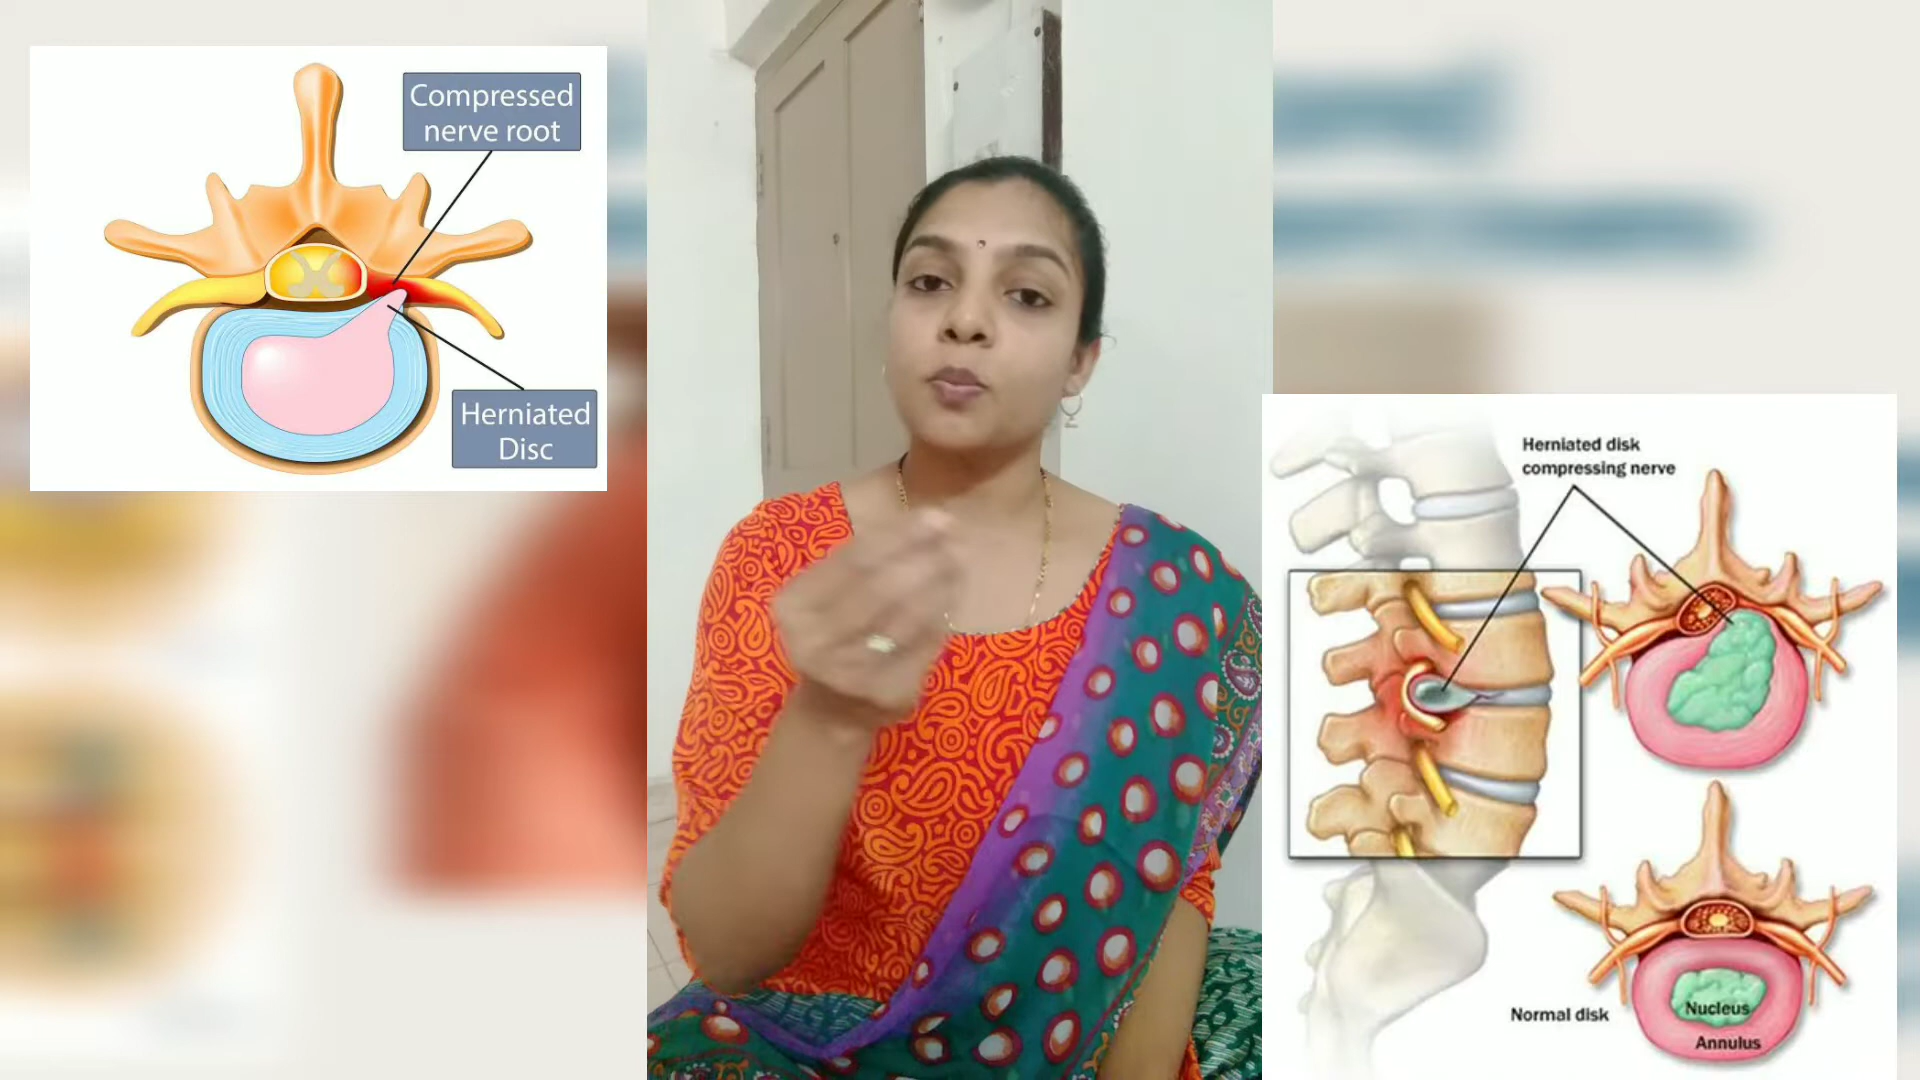 Compressed
nerve root
Herniated
Disc
Herniated disk
compressing nerve
Normal disk
Nucleus
Annulus